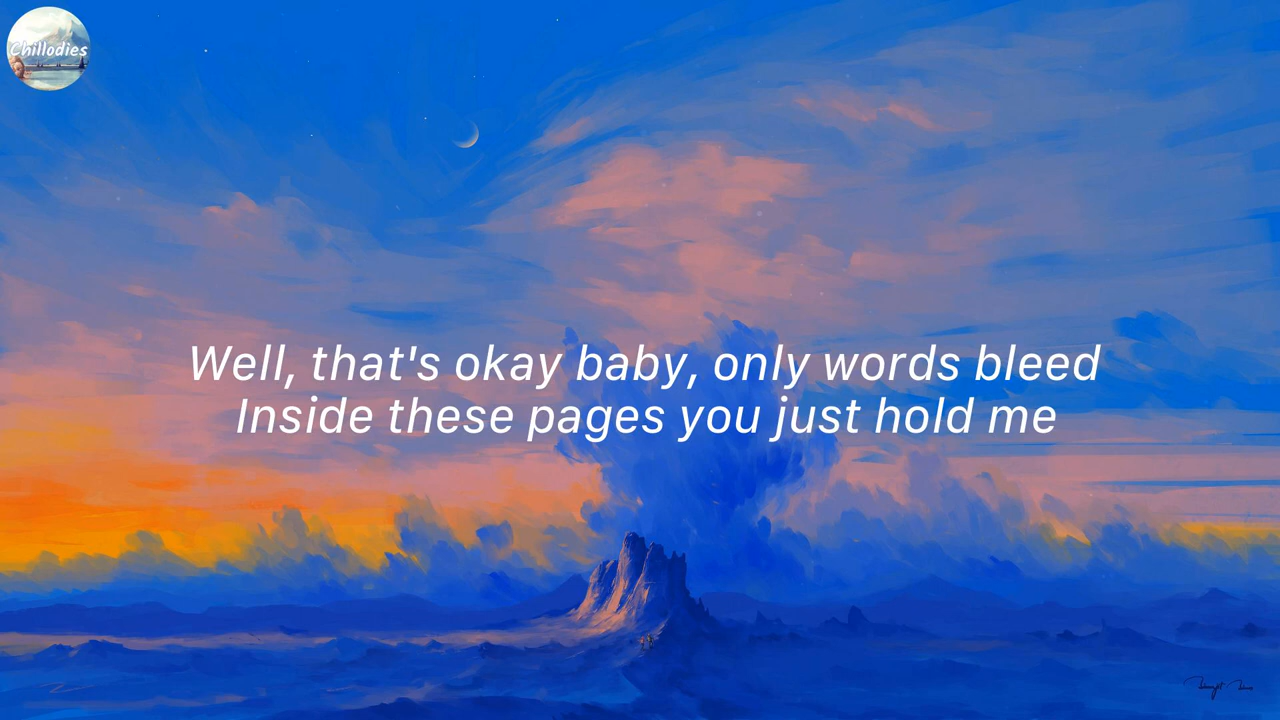 Chillodies
Well, that's okay baby, only words bleed
Inside these pages you just hold me